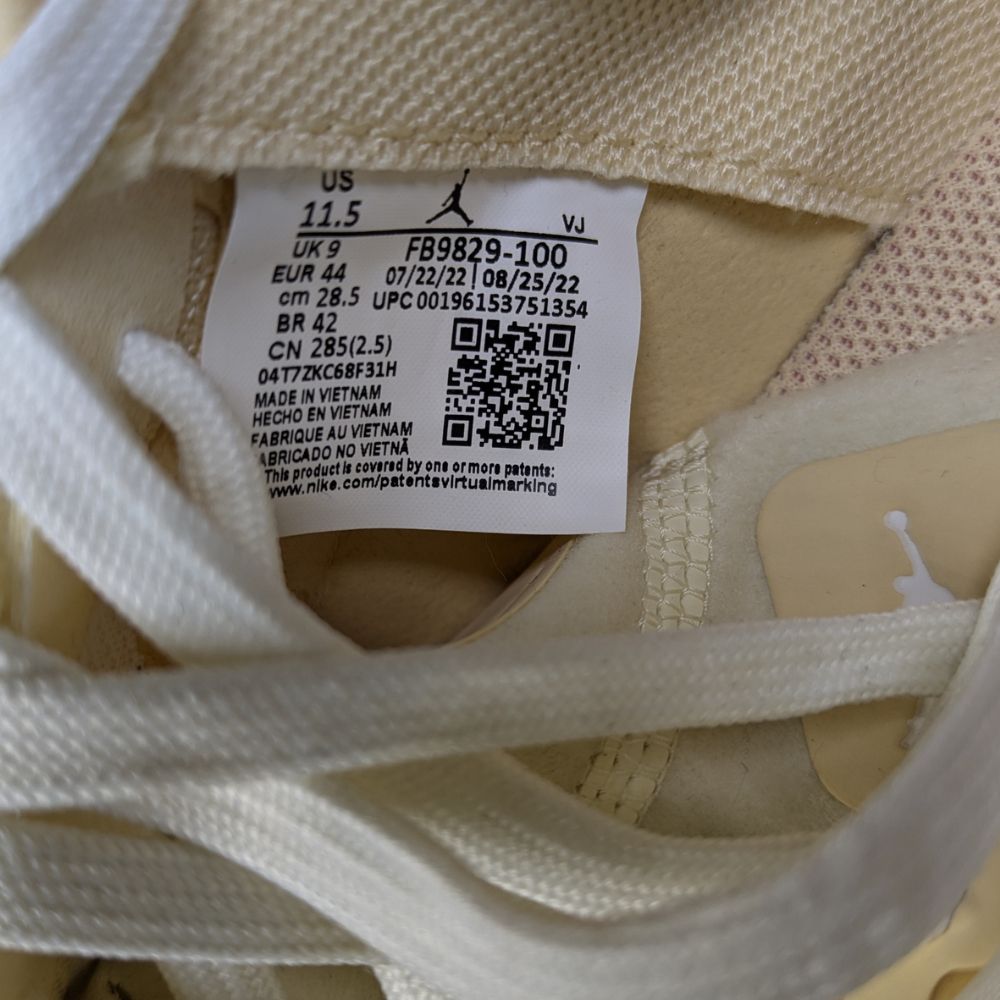 US
11.5
VJ
UK 9
FB9829-100
EUR 44
07/22/22 | 08/25/22
cm 28.5
UPC 00196153751354
BR 42
CN 285(2.5)
04T7ZKC68F31H
MADE IN VIETNAM
HECHO EN VIETNAM
FABRIQUE AU VIETNAM
FABRICADO NO VIETNÃ
This product is covered by one or more patents:
www.nike.com/patentsvirtualmarking